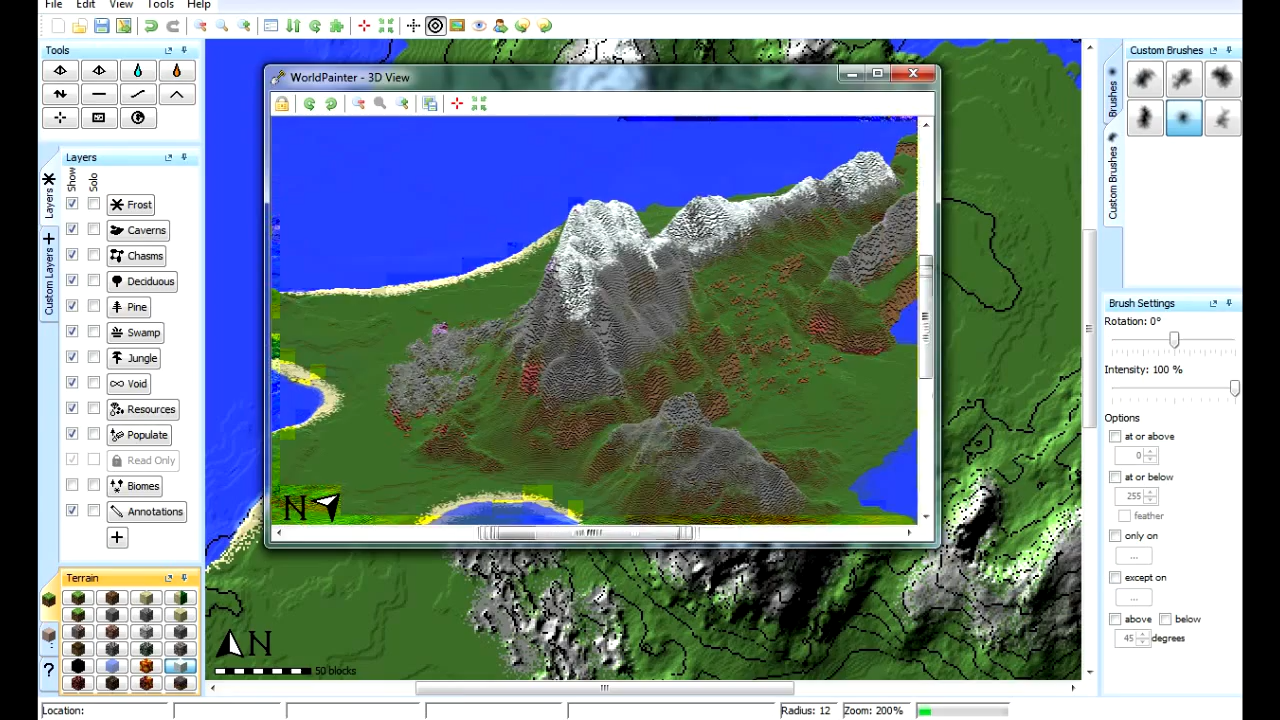 File Edit View Tools Help
Tools
WorldPainter - 3D View
Custom Brushes
Brushes
Custom Brushes
Layers
Show
Solo
Layers
Custom Layers
Frost
Caverns
Chasms
Deciduous
Pine
Swamp
Jungle
Void
Resources
Populate
Read Only
Biomes
Annotations
N
Brush Settings
Rotation: 0°
Intensity: 100 %
Options
at or above
0
at or below
255
feather
only on
...
except on
...
above below
45 degrees
Terrain
N
50 blocks
Location:
Radius: 12
Zoom: 200%